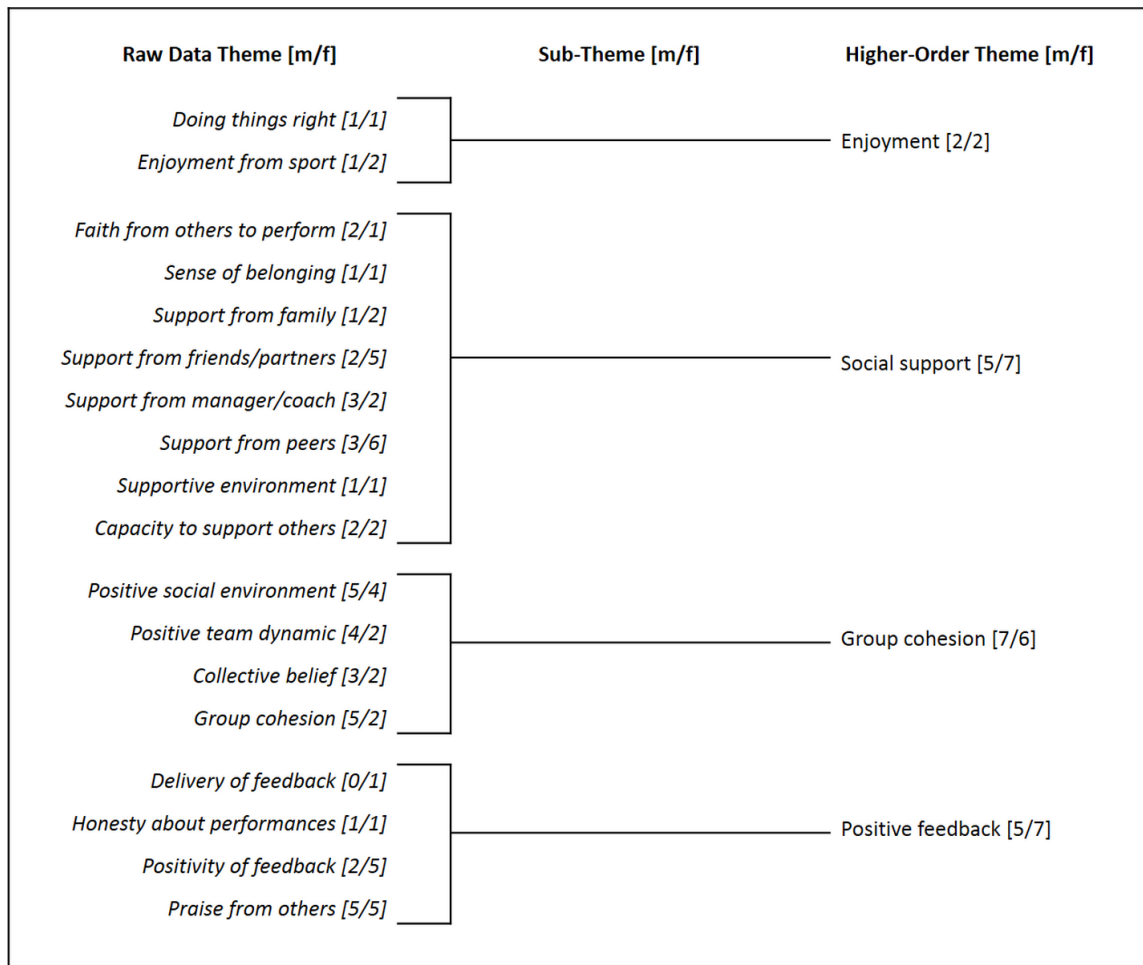 Raw Data Theme [m/f] Sub-Theme [m/f] Higher-Order Theme [m/f]
Doing things right [1/1]
Enjoyment from sport [1/2]
Enjoyment [2/2]
Faith from others to perform [2/1]
Sense of belonging [1/1]
Support from family [1/2]
Support from friends/partners [2/5]
Support from manager/coach [3/2]
Support from peers [3/6]
Supportive environment [1/1]
Capacity to support others [2/2]
Social support [5/7]
Positive social environment [5/4]
Positive team dynamic [4/2]
Collective belief [3/2]
Group cohesion [5/2]
Group cohesion [7/6]
Delivery of feedback [0/1]
Honesty about performances [1/1]
Positivity of feedback [2/5]
Praise from others [5/5]
Positive feedback [5/7]